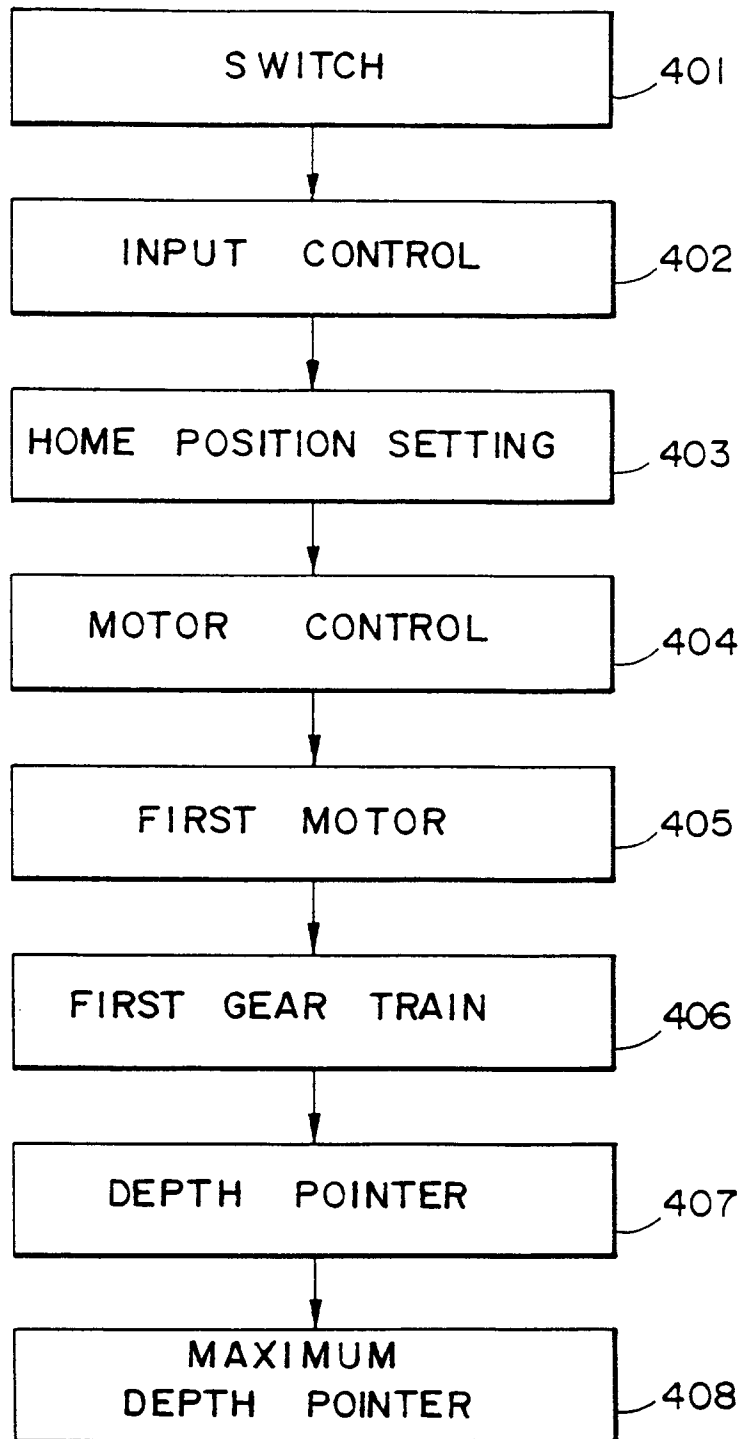 SWITCH
401
INPUT CONTROL
402
HOME POSITION SETTING
403
MOTOR CONTROL
404
FIRST MOTOR
405
FIRST GEAR TRAIN
406
DEPTH POINTER
407
MAXIMUM
DEPTH POINTER
408